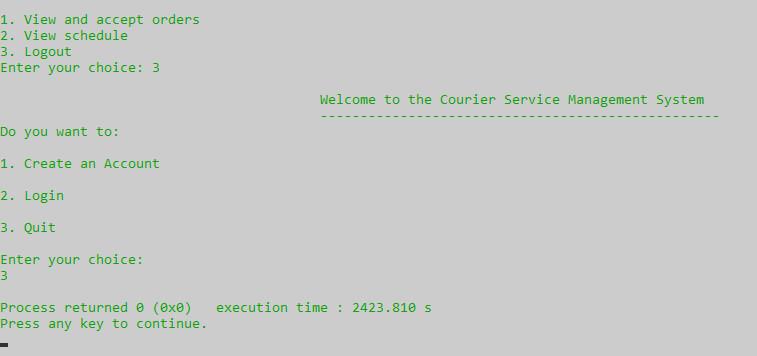 1. View and accept orders
2. View schedule
3. Logout
Enter your choice: 3
Welcome to the Courier Service Management System
--------------------------------------------------
Do you want to:
1. Create an Account
2. Login
3. Quit
Enter your choice:
3
Process returned 0 (0x0)   execution time : 2423.810 s
Press any key to continue.